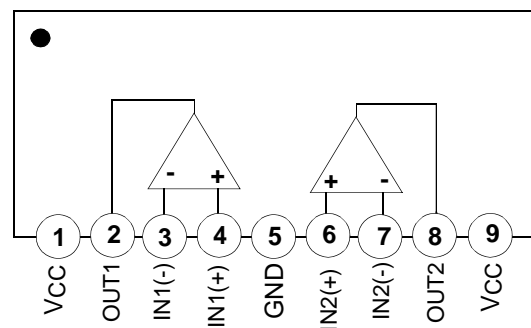 - +
+ -
1 2 3 4 5 6 7 8 9
VCC
OUT1
IN1(-)
IN1(+)
GND
IN2(+)
IN2(-)
OUT2
VCC